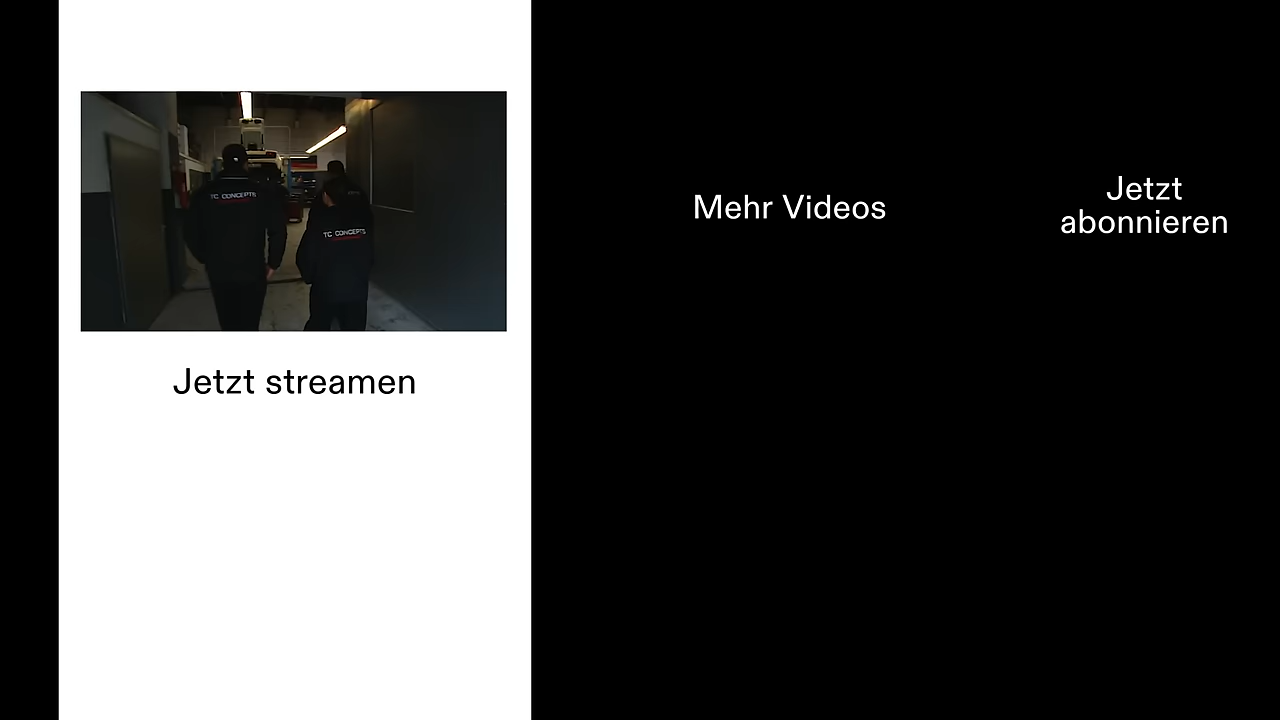 TC CONCEPTS
TC CONCEPTS
Jetzt streamen
Mehr Videos
Jetzt
abonnieren